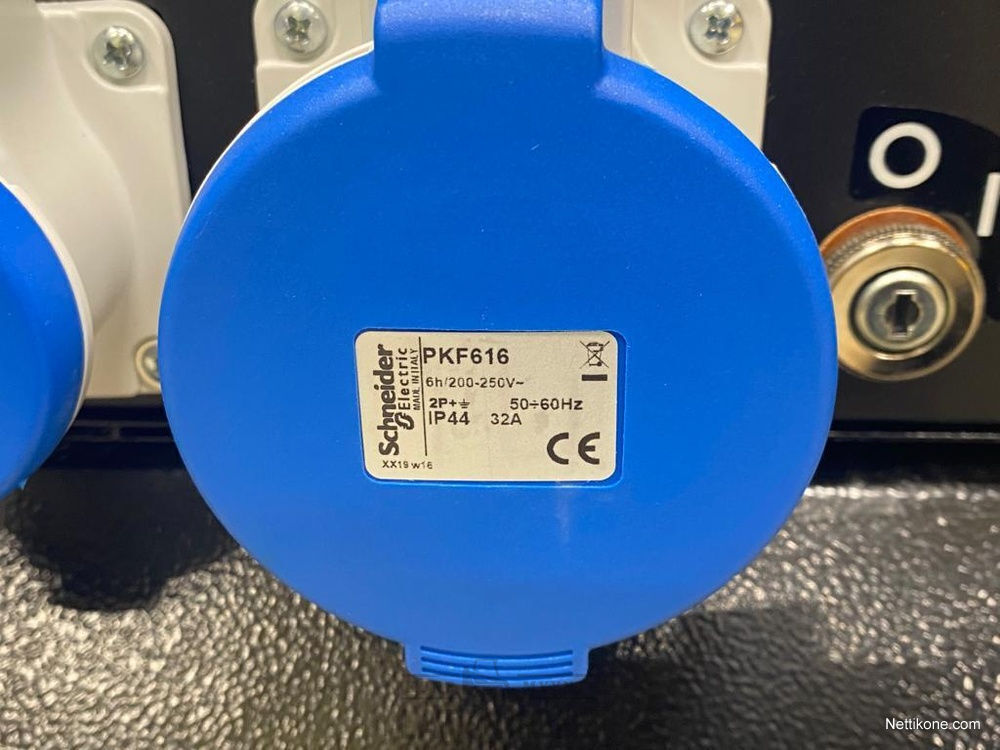 O
I
Schneider
Electric
MADE IN ITALY
PKF616
6h/200-250V~
2P+⏚ 50÷60Hz
IP44 32A
CE
XX19 w16
Nettikone.com